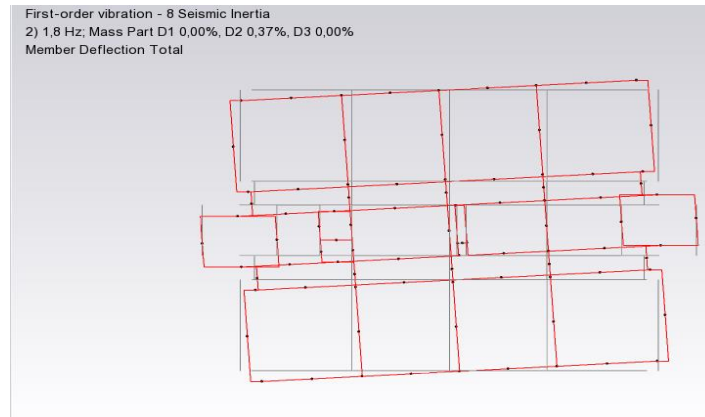 First-order vibration - 8 Seismic Inertia
2) 1,8 Hz; Mass Part D1 0,00%, D2 0,37%, D3 0,00%
Member Deflection Total